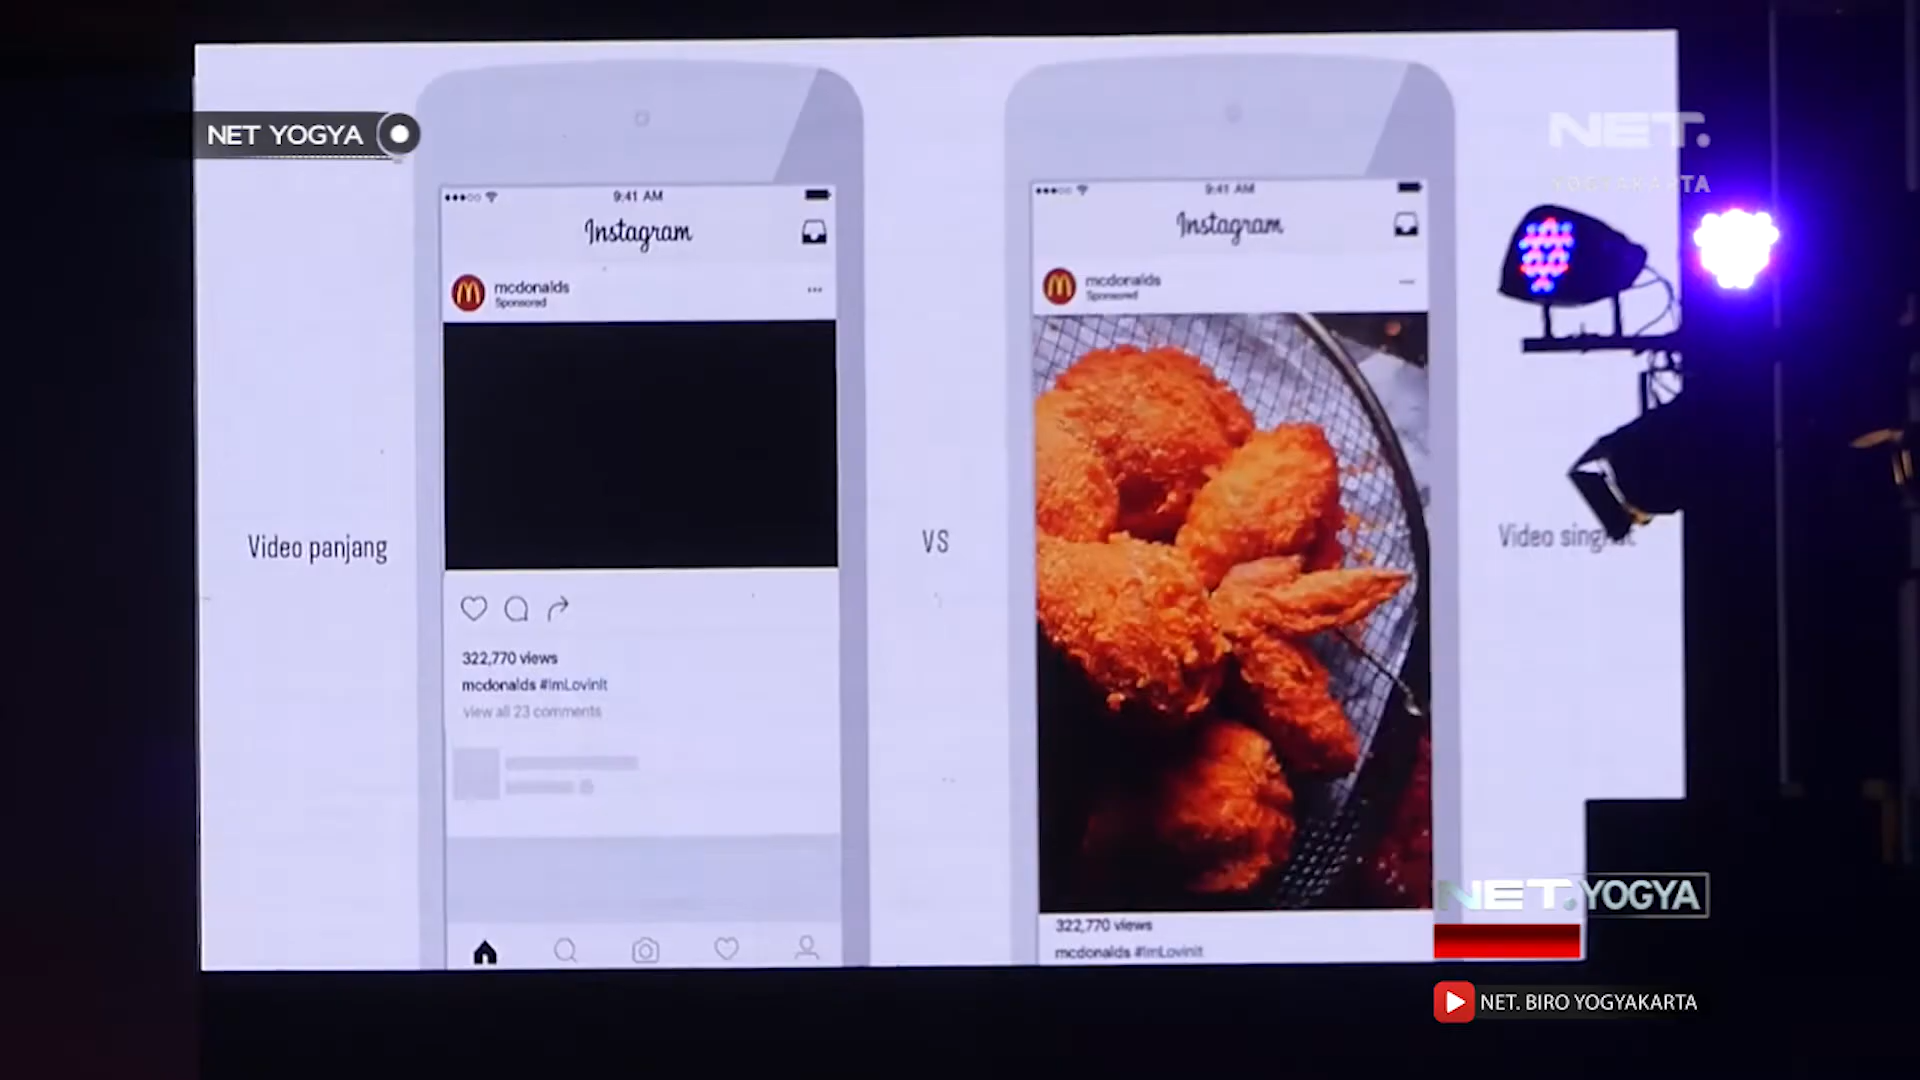 NET YOGYA
NET.
YOGYAKARTA
9:41 AM
Instagram
mcdonalds
Sponsored
322,770 views
mcdonalds #ImLovinIt
View all 23 comments
Video panjang
VS
9:41 AM
Instagram
mcdonalds
Sponsored
322,770 views
mcdonalds #ImLovinIt
Video
NET. YOGYA
NET. BIRO YOGYAKARTA